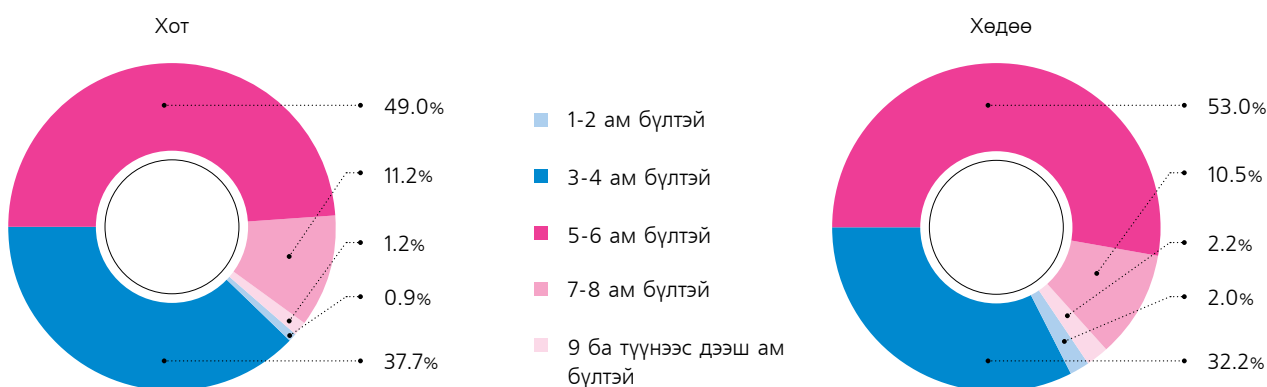 Хот
49.0%
11.2%
1.2%
0.9%
37.7%
1-2 ам бүлтэй
3-4 ам бүлтэй
5-6 ам бүлтэй
7-8 ам бүлтэй
9 ба түүнээс дээш ам
бүлтэй
Хөдөө
53.0%
10.5%
2.2%
2.0%
32.2%